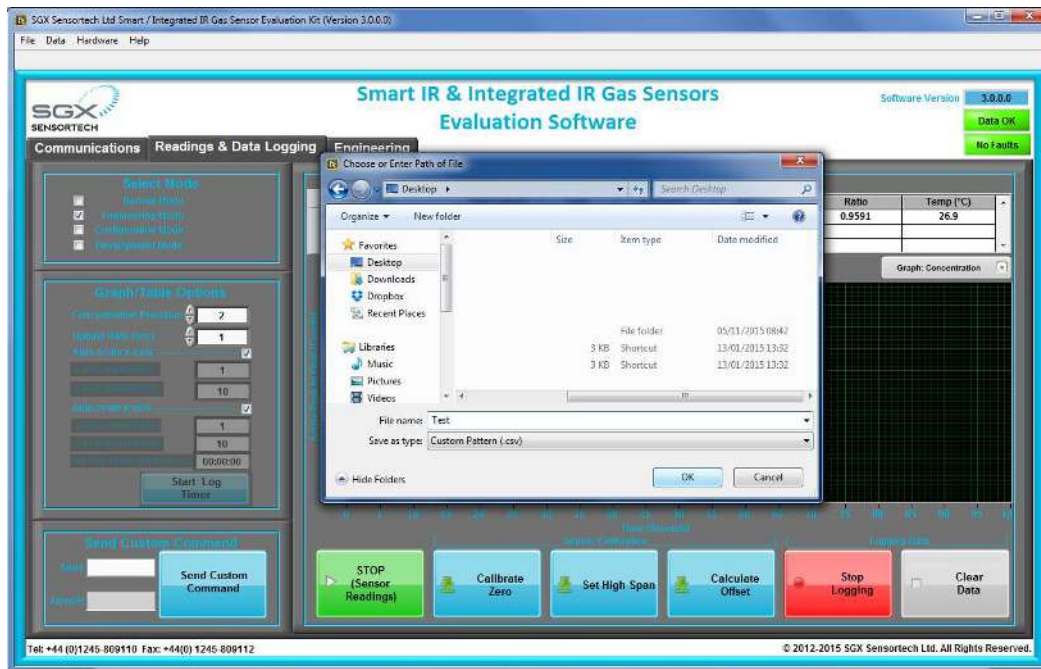 SGX Sensortech Ltd Smart / Integrated IR Gas Sensor Evaluation Kit (Version 3.0.0.0)
File Data Hardware Help
SGX
SENSORTECH
Smart IR & Integrated IR Gas Sensors
Evaluation Software
Software Version 3.0.0.0
Data OK
No Faults
Communications Readings & Data Logging Engineering
Select Mode
Normal Mode
Engineering Mode
Configuration Mode
Graph/Table Options
2
1
1
10
1
10
00:00:00
Start Log
Timer
Send Custom Command
Send
Send Custom
Command
Choose or Enter Path of File
Desktop
Search Desktop
Organize New folder
Favorites
Desktop
Downloads
Dropbox
Recent Places
Libraries
Music
Pictures
Videos
Size Item type Date modified
File folder 05/11/2015 08:42
3 KB Shortcut 13/01/2015 13:32
3 KB Shortcut 13/01/2015 13:32
File name: Test
Save as type: Custom Pattern (.csv)
Hide Folders
OK Cancel
Ratio Temp (°C)
0.9591 26.9
Graph: Concentration
Sensor Calibration
Logging Data
STOP
(Sensor
Readings)
Calibrate
Zero
Set High Span
Calculate
Offset
Stop
Logging
Clear
Data
Tel: +44 (0)1245-809110 Fax: +44(0) 1245-809112
© 2012-2015 SGX Sensortech Ltd. All Rights Reserved.